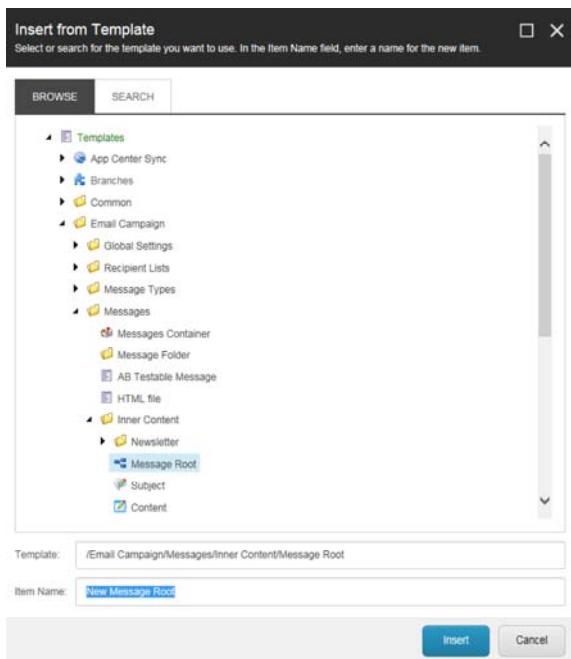 Insert from Template
Select or search for the template you want to use. In the Item Name field, enter a name for the new item.
BROWSE SEARCH
Templates
App Center Sync
Branches
Common
Email Campaign
Global Settings
Recipient Lists
Message Types
Messages
Messages Container
Message Folder
AB Testable Message
HTML file
Inner Content
Newsletter
Message Root
Subject
Content
Template: /Email Campaign/Messages/Inner Content/Message Root
Item Name: New Message Root
Insert Cancel